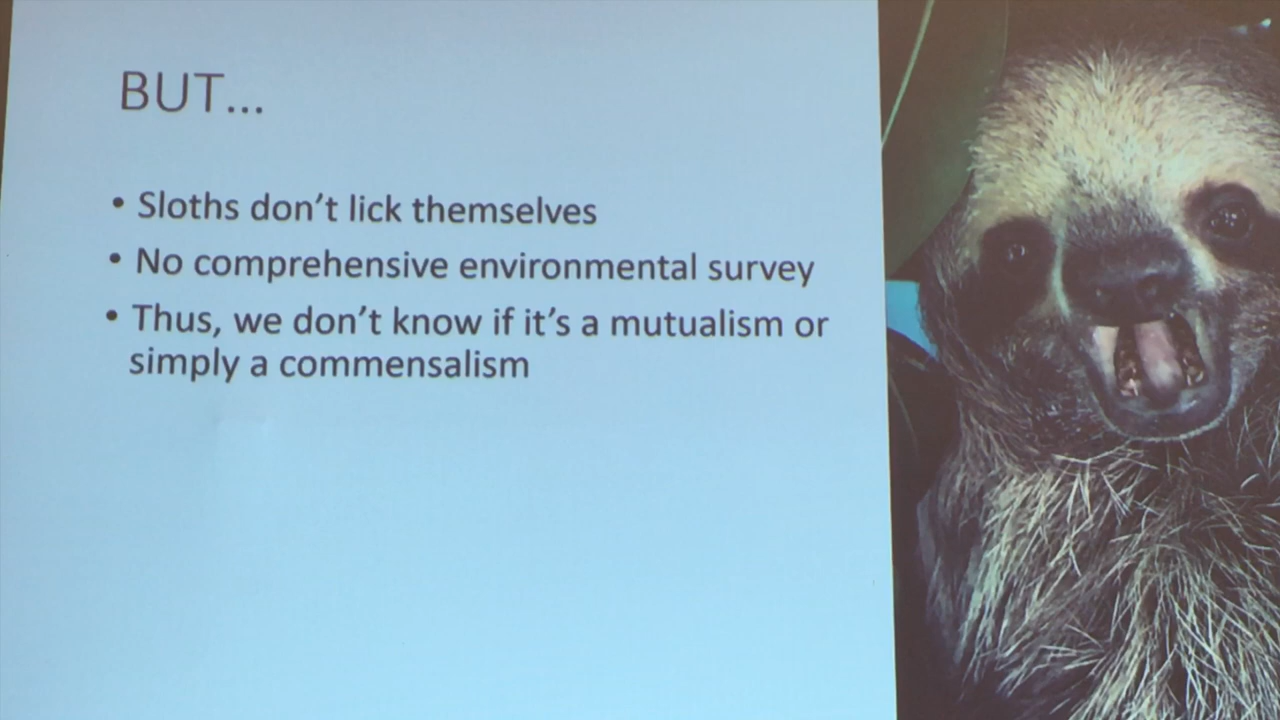 BUT...
• Sloths don't lick themselves
• No comprehensive environmental survey
• Thus, we don't know if it's a mutualism or
simply a commensalism